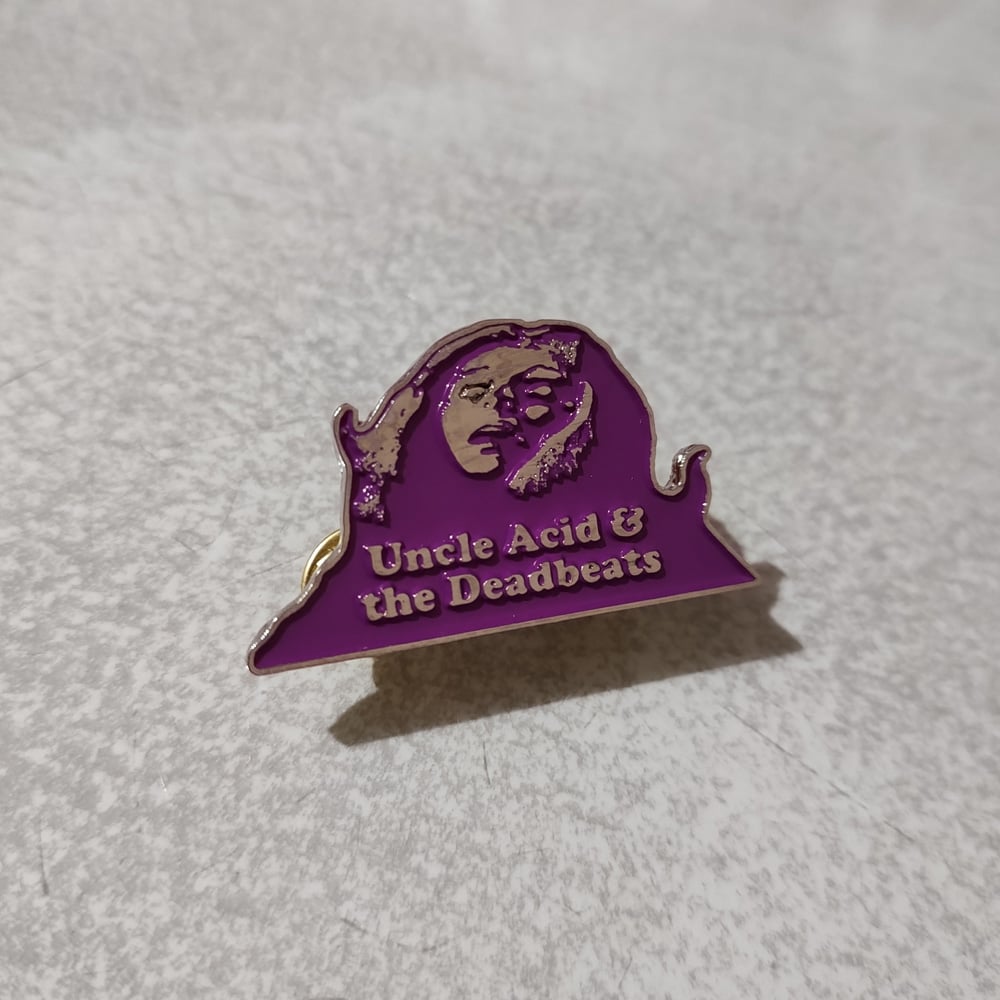 Uncle Acid &
the Deadbeats